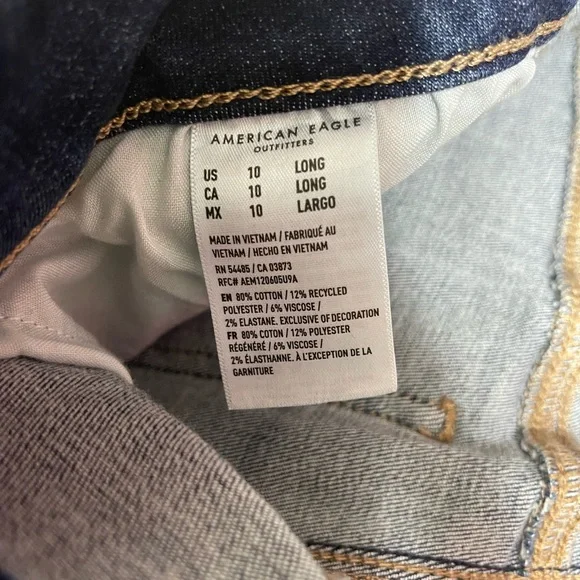 AMERICAN EAGLE
OUTFITTERS
US 10 LONG
CA 10 LONG
MX 10 LARGO
MADE IN VIETNAM / FABRIQUÉ AU
VIETNAM / HECHO EN VIETNAM
RN 54485 / CA 03873
RFC# AEM120605U9A
EN 80% COTTON / 12% RECYCLED
POLYESTER / 6% VISCOSE /
2% ELASTANE. EXCLUSIVE OF DECORATION
FR 80% COTON / 12% POLYESTER
RÉGÉNÉRÉ / 6% VISCOSE /
2% ÉLASTHANNE. À L'EXCEPTION DE LA
GARNITURE